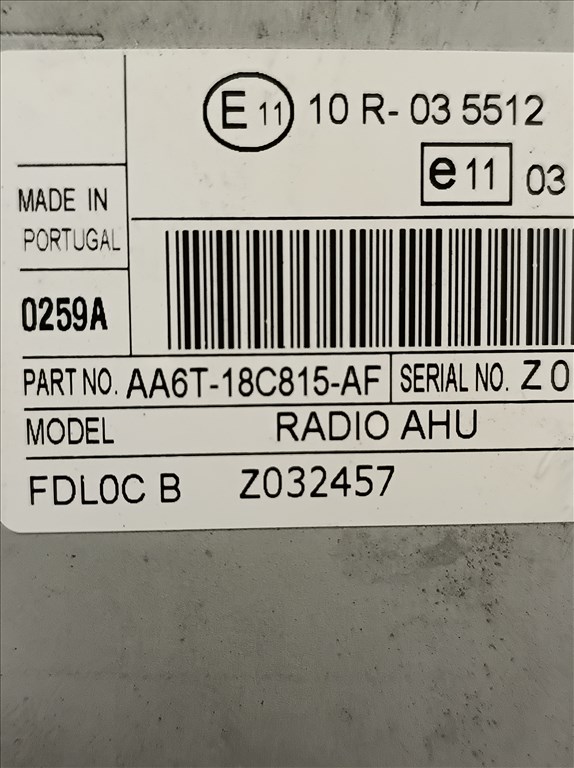 E 11 10 R- 03 5512
e 11 03
MADE IN
PORTUGAL
0259A
PART NO. AA6T-18C815-AF SERIAL NO. Z 0
MODEL RADIO AHU
FDLOC B Z032457